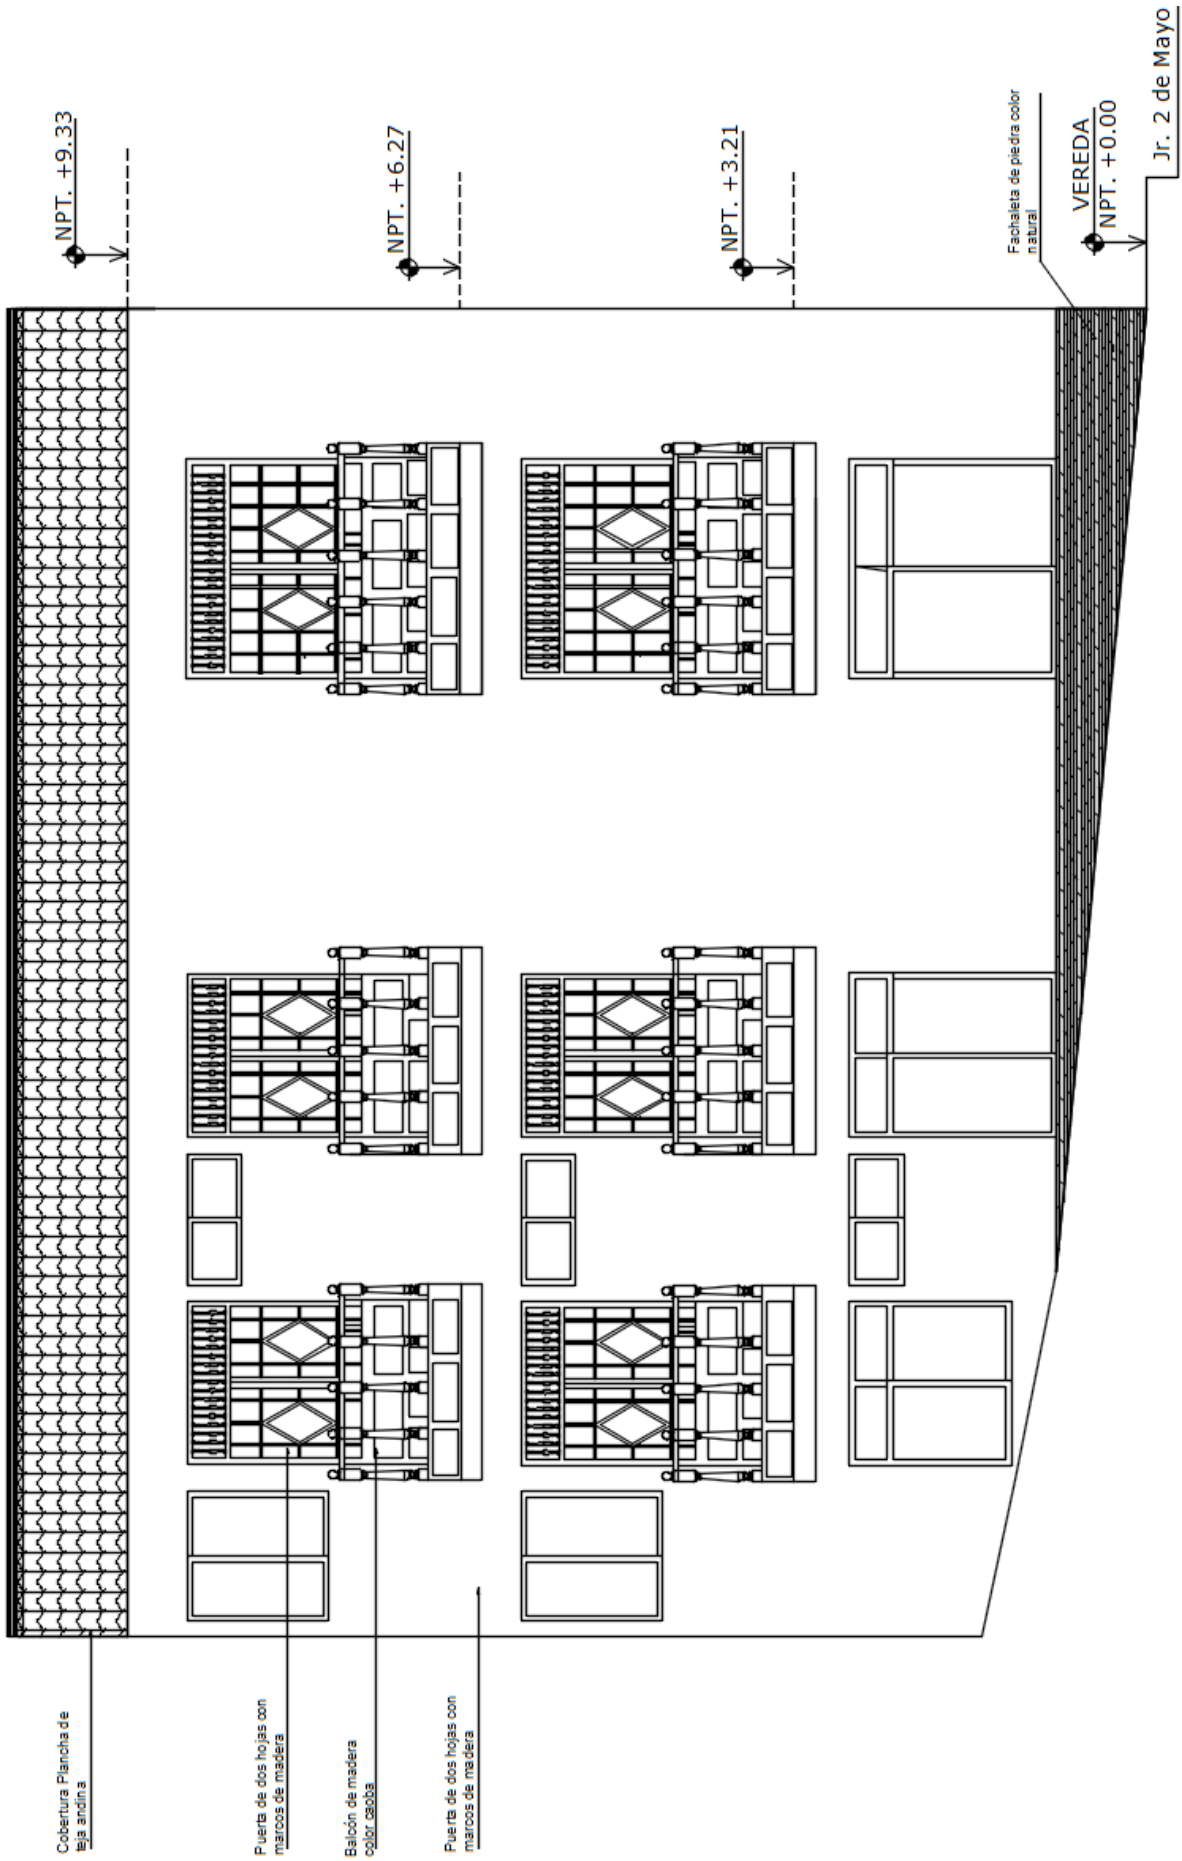 Cobertura Plancha de
teja andina
Puerta de dos hojas con
marcos de madera
Balcón de madera
color caoba
Puerta de dos hojas con
marcos de madera
NPT. +9.33
NPT. +6.27
NPT. +3.21
Fachaleta de piedra color
natural
VEREDA
NPT. +0.00
Jr. 2 de Mayo